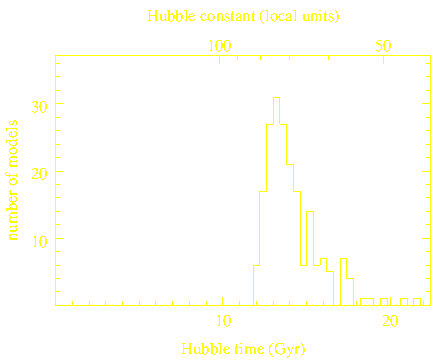 Hubble constant (local units)
100 50
number of models
30
20
10
10 20
Hubble time (Gyr)